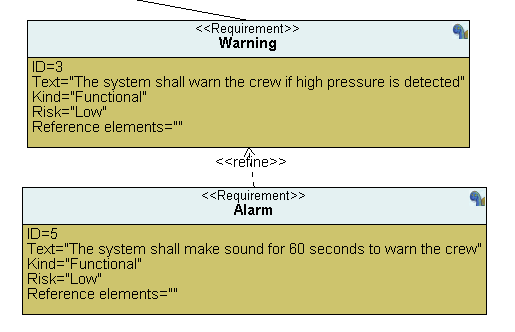 <<Requirement>>
Warning
ID=3
Text="The system shall warn the crew if high pressure is detected"
Kind="Functional"
Risk="Low"
Reference elements=""
<<refine>>
<<Requirement>>
Alarm
ID=5
Text="The system shall make sound for 60 seconds to warn the crew"
Kind="Functional"
Risk="Low"
Reference elements=""